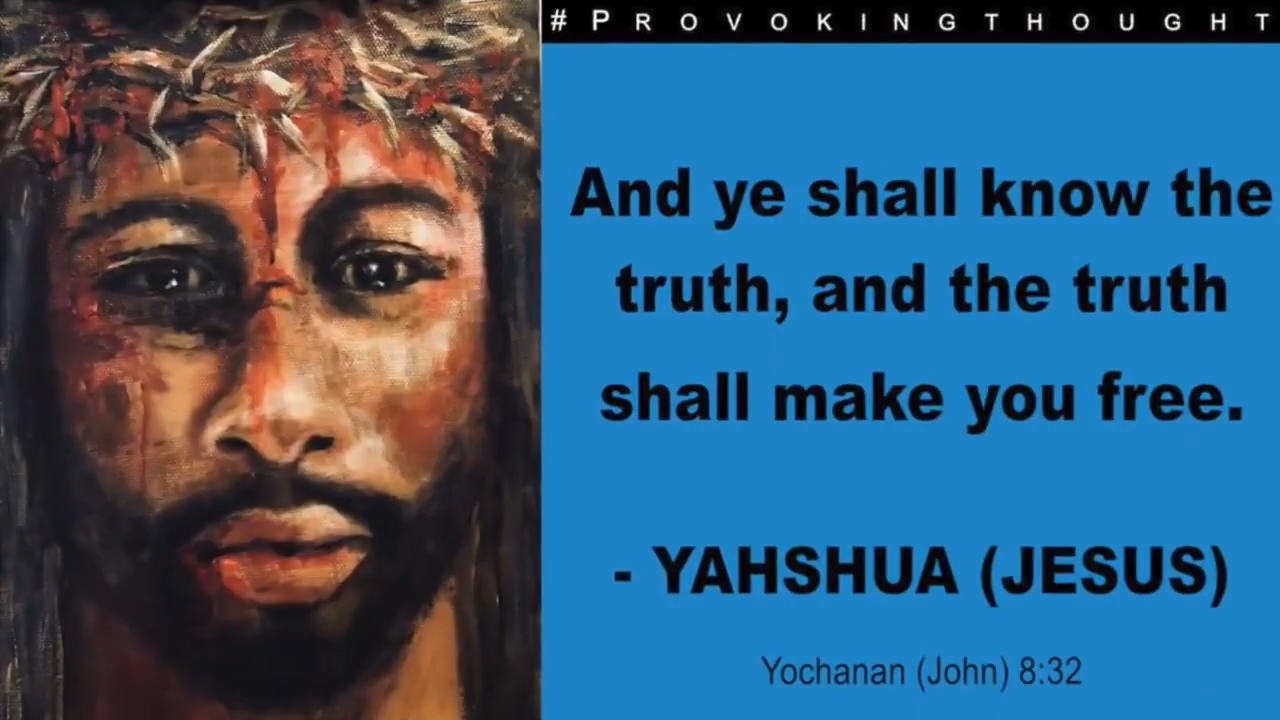 #PROVOKINGTHOUGHT
And ye shall know the
truth, and the truth
shall make you free.
- YAHSHUA (JESUS)
Yochanan (John) 8:32